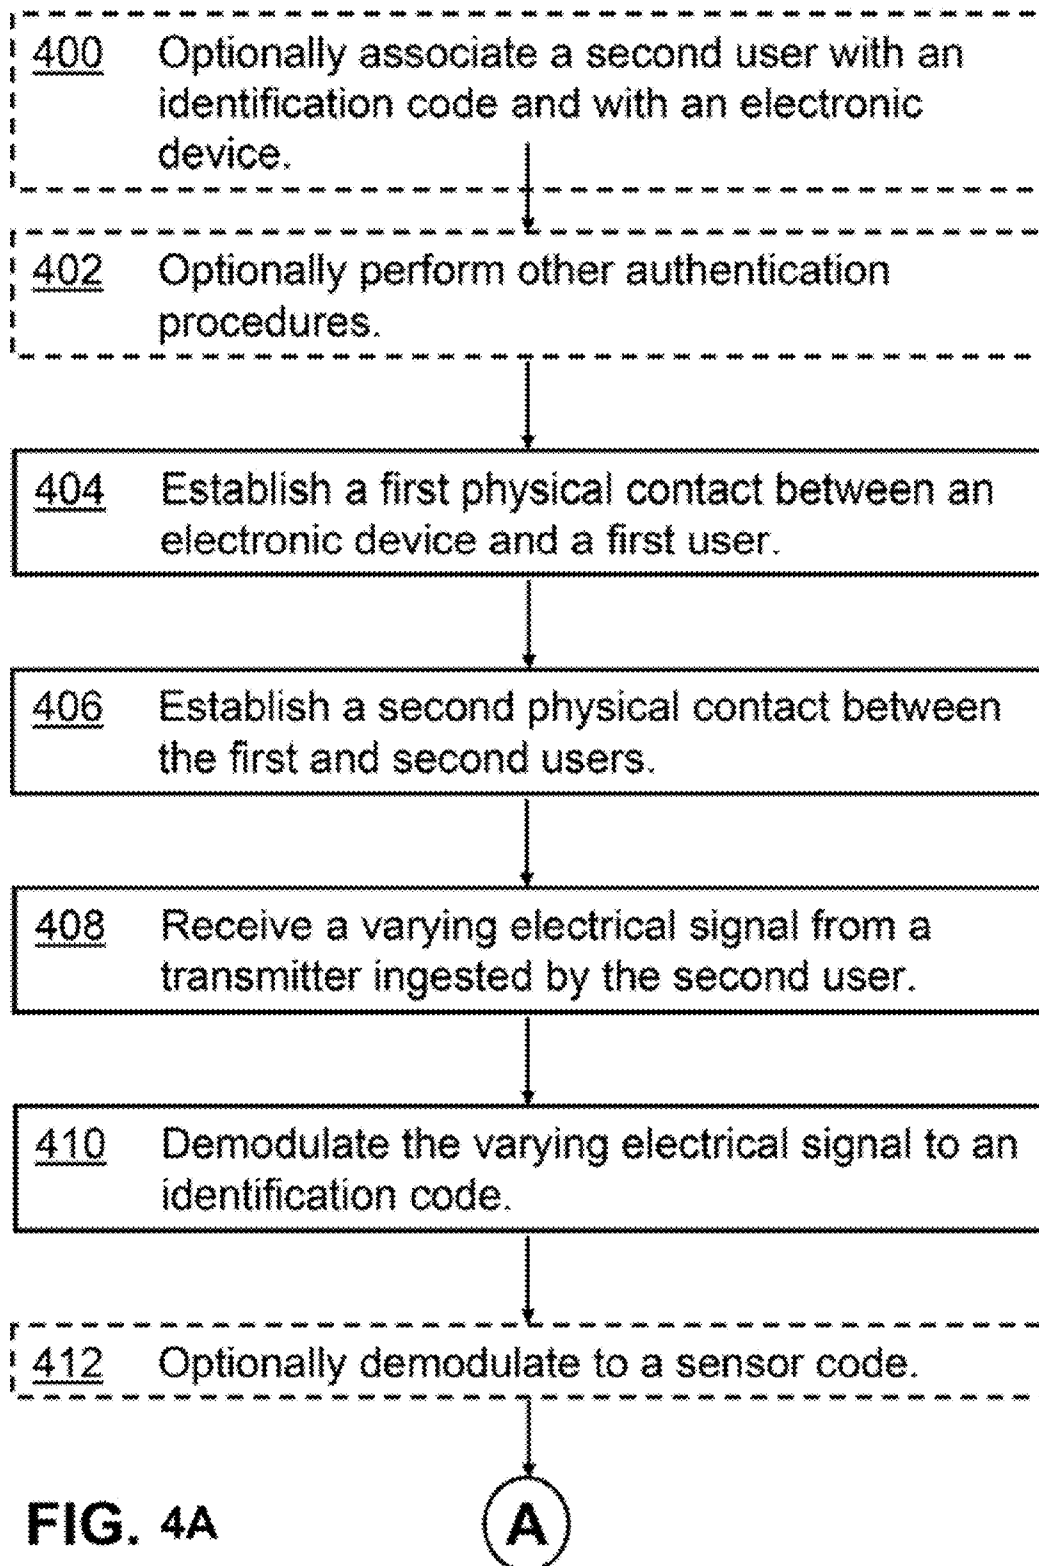 400 Optionally associate a second user with an
identification code and with an electronic
device.
402 Optionally perform other authentication
procedures.
404 Establish a first physical contact between an
electronic device and a first user.
406 Establish a second physical contact between
the first and second users.
408 Receive a varying electrical signal from a
transmitter ingested by the second user.
410 Demodulate the varying electrical signal to an
identification code.
412 Optionally demodulate to a sensor code.
FIG. 4A A